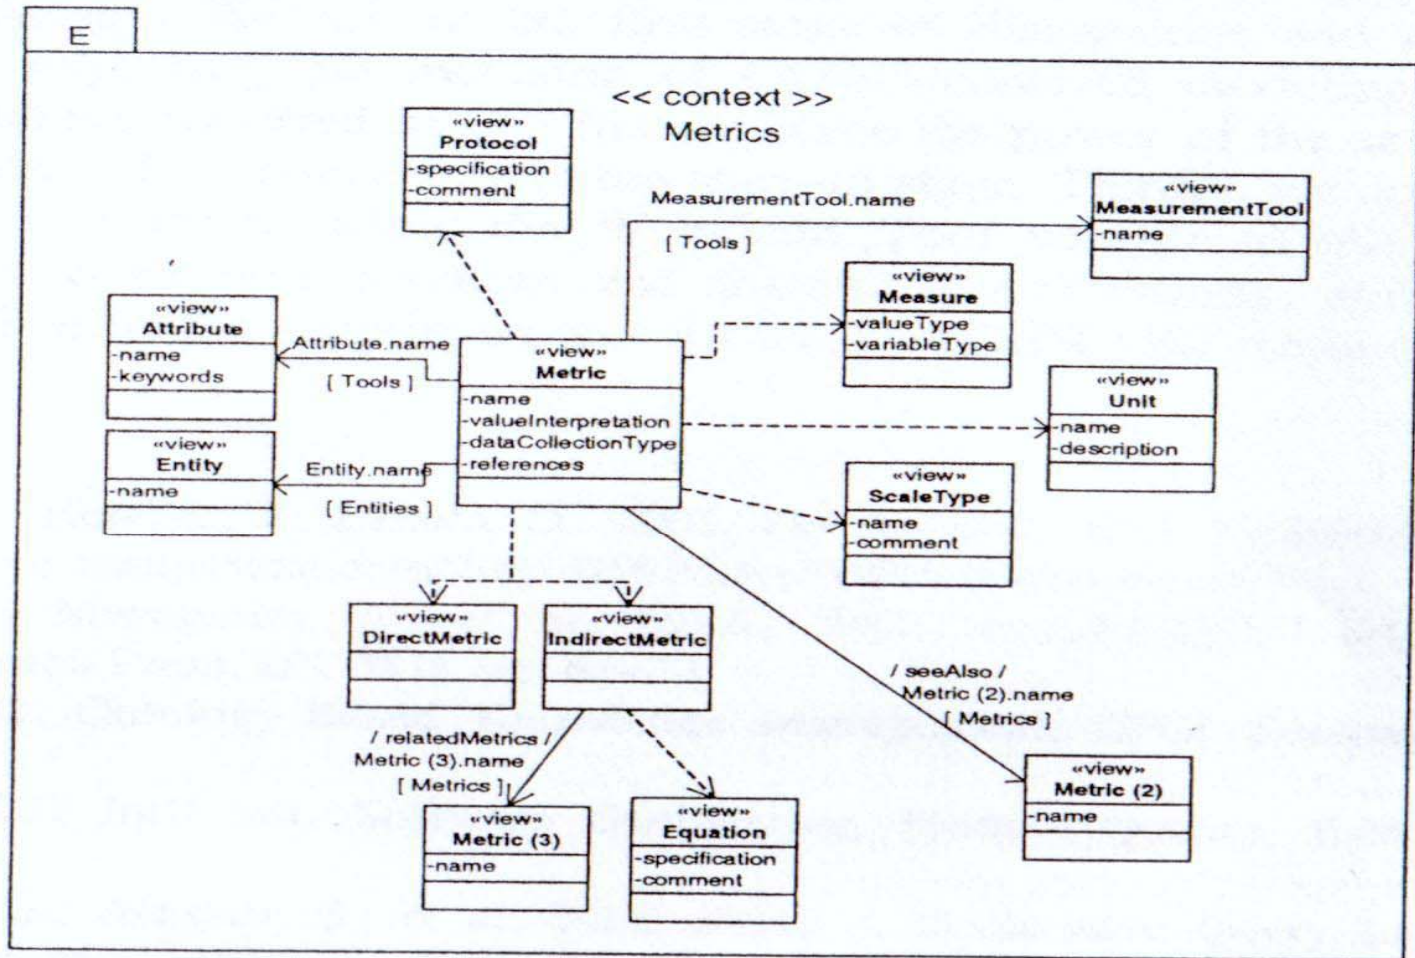 E
<< context >>
Metrics
«view»
Protocol
-specification
-comment
MeasurementTool.name
[ Tools ]
«view»
MeasurementTool
-name
«view»
Measure
-valueType
-variableType
«view»
Attribute
-name
-keywords
Attribute.name
[ Tools ]
«view»
Metric
-name
-valueInterpretation
-dataCollectionType
-references
«view»
Unit
-name
-description
«view»
Entity
-name
Entity.name
[ Entities ]
«view»
ScaleType
-name
-comment
«view»
DirectMetric
«view»
IndirectMetric
/ seeAlso /
Metric (2).name
[ Metrics ]
/ relatedMetrics /
Metric (3).name
[ Metrics ]
«view»
Metric (3)
-name
«view»
Equation
-specification
-comment
«view»
Metric (2)
-name